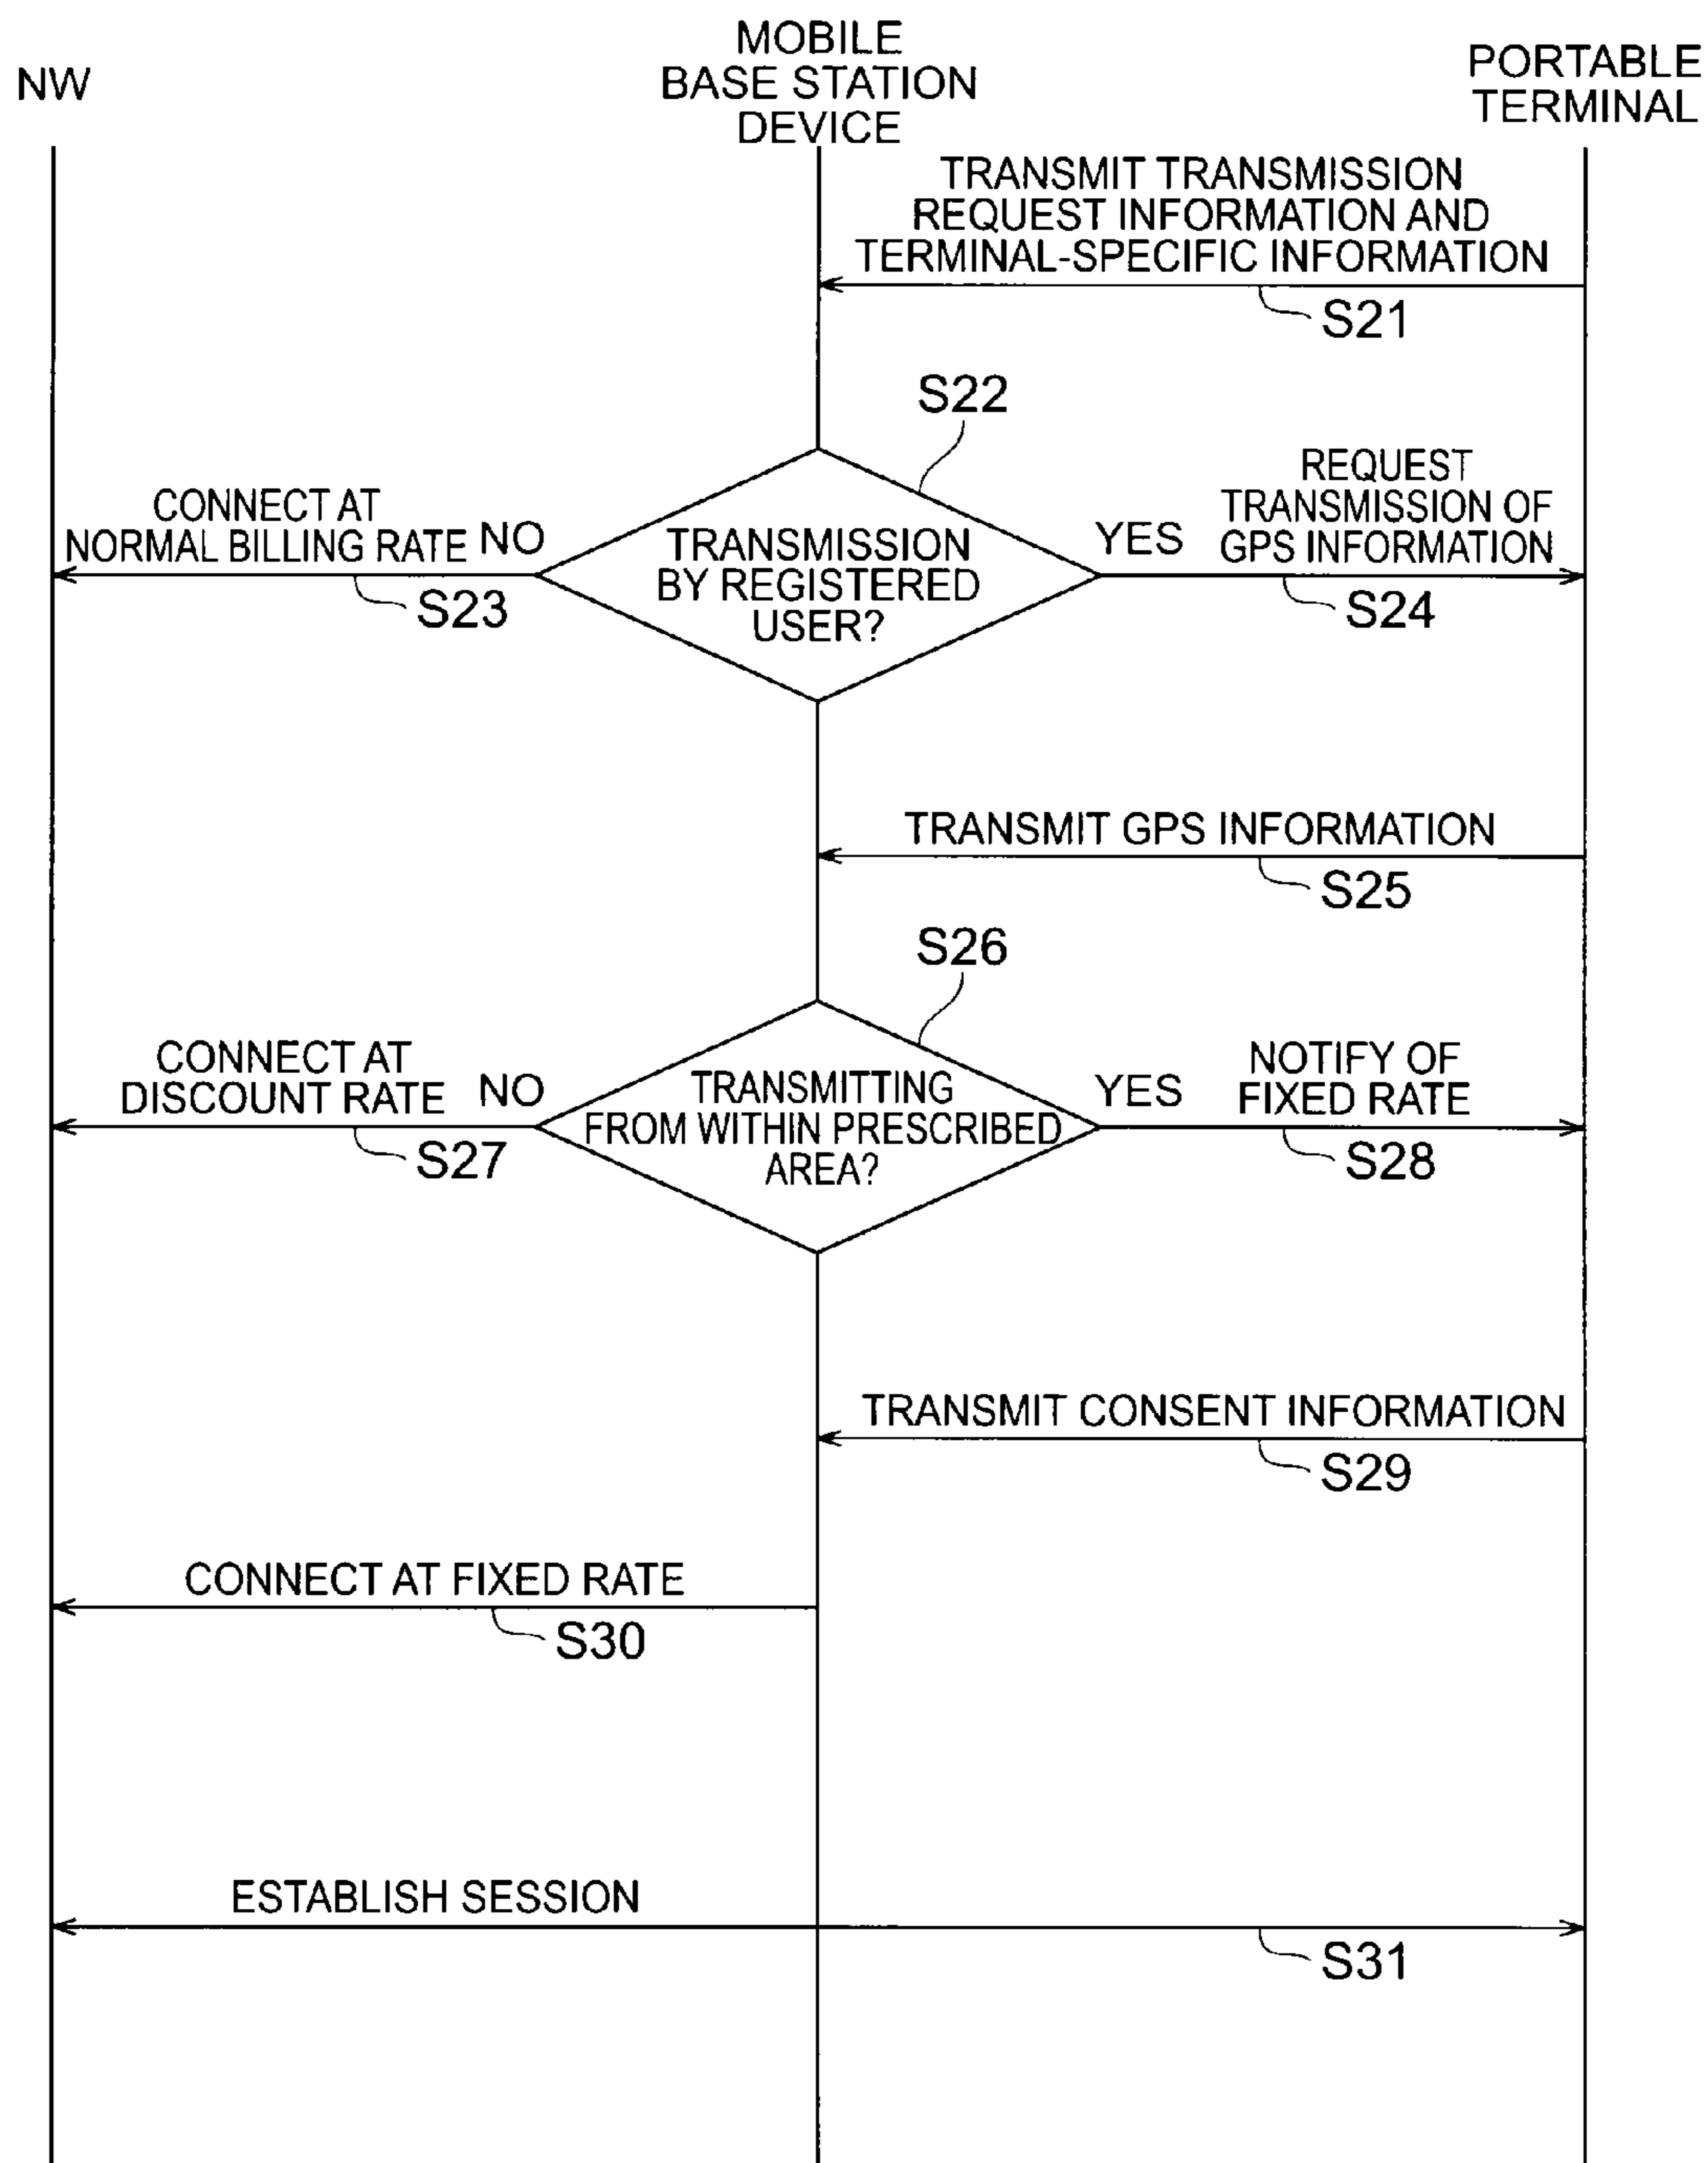 NW
MOBILE
BASE STATION
DEVICE
PORTABLE
TERMINAL
TRANSMIT TRANSMISSION
REQUEST INFORMATION AND
TERMINAL-SPECIFIC INFORMATION
S21
S22
CONNECT AT
NORMAL BILLING RATE
NO
S23
TRANSMISSION
BY REGISTERED
USER?
YES
REQUEST
TRANSMISSION OF
GPS INFORMATION
S24
TRANSMIT GPS INFORMATION
S25
S26
CONNECT AT
DISCOUNT RATE
NO
S27
TRANSMITTING
FROM WITHIN PRESCRIBED
AREA?
YES
NOTIFY OF
FIXED RATE
S28
TRANSMIT CONSENT INFORMATION
S29
CONNECT AT FIXED RATE
S30
ESTABLISH SESSION
S31